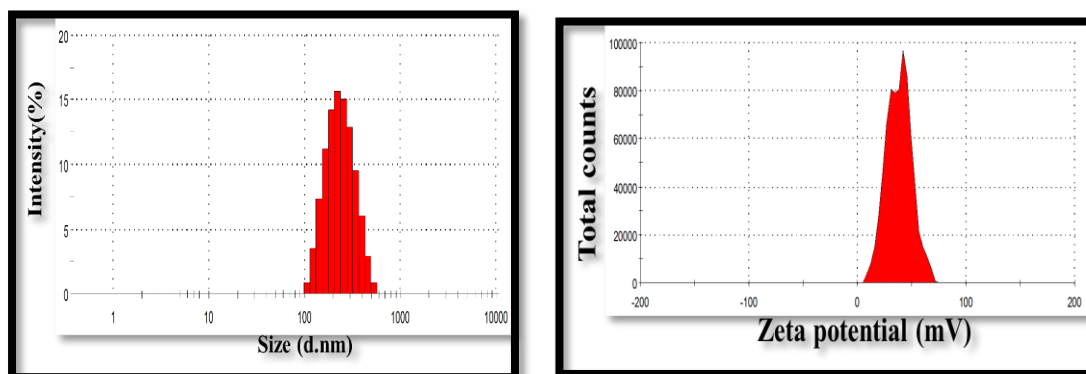 20
15
10
5
0
Intensity(%)
1 10 100 1000 10000
Size (d.nm)
100000
80000
60000
40000
20000
0
Total counts
-200 -100 0 100 200
Zeta potential (mV)